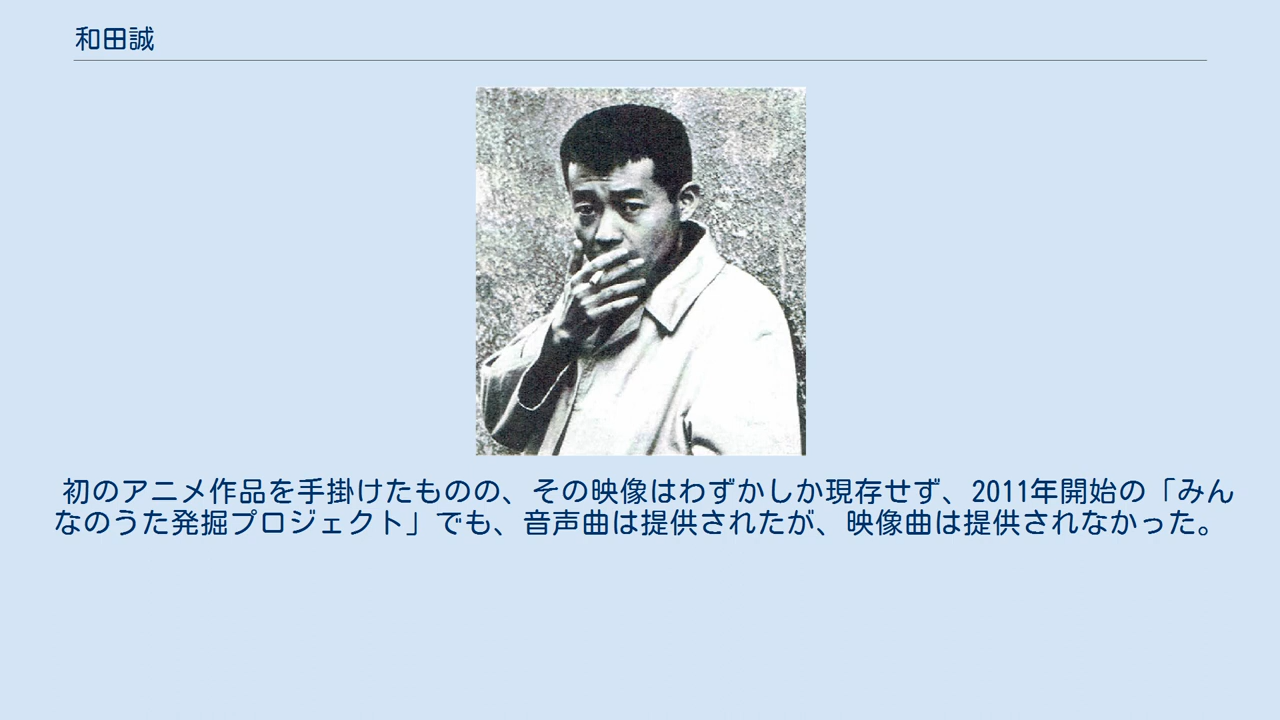 和田誠
初のアニメ作品を手掛けたものの、その映像はわずかしか現存せず、2011年開始の「みん
なのうた発掘プロジェクト」でも、音声曲は提供されたが、映像曲は提供されなかった。